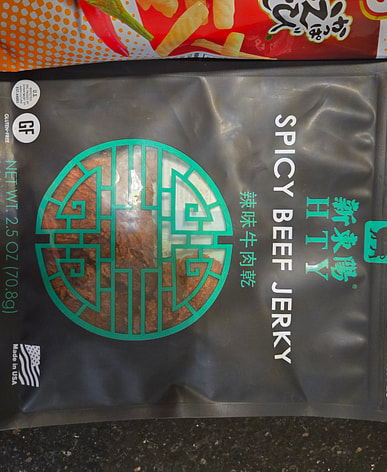 新東陽®
HTY
SPICY BEEF JERKY
辣味牛肉乾
GF
GLUTEN-FREE
NET WT. 2.5 OZ (70.8g)
Made in USA